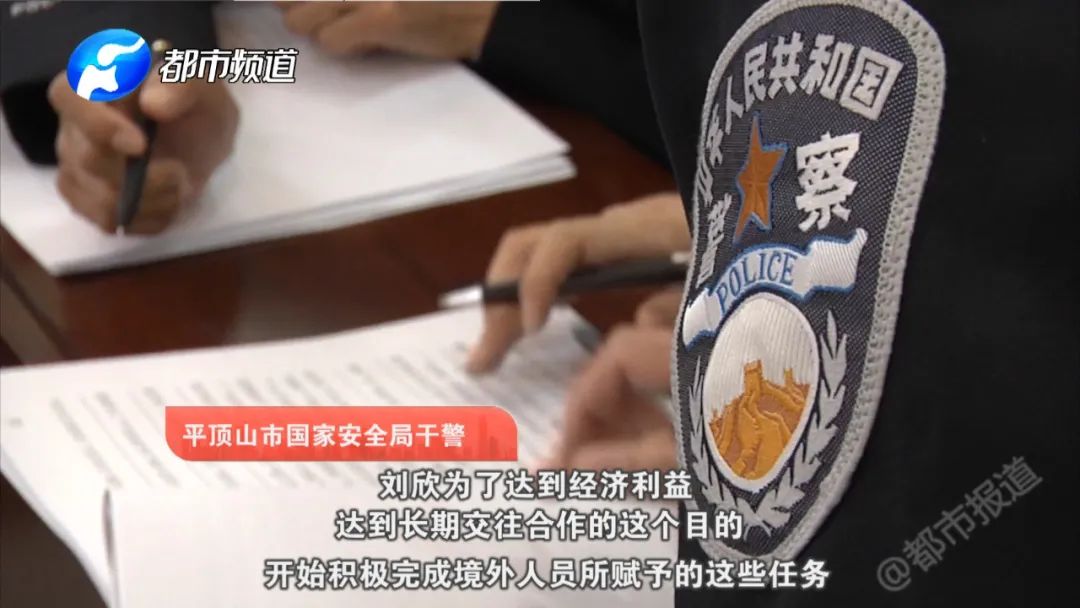 都市频道
中华人民共和国
警察
POLICE
平顶山市国家安全局干警
刘欣为了达到经济利益
达到长期交往合作的这个目的
开始积极完成境外人员所赋予的这些任务
@都市报道